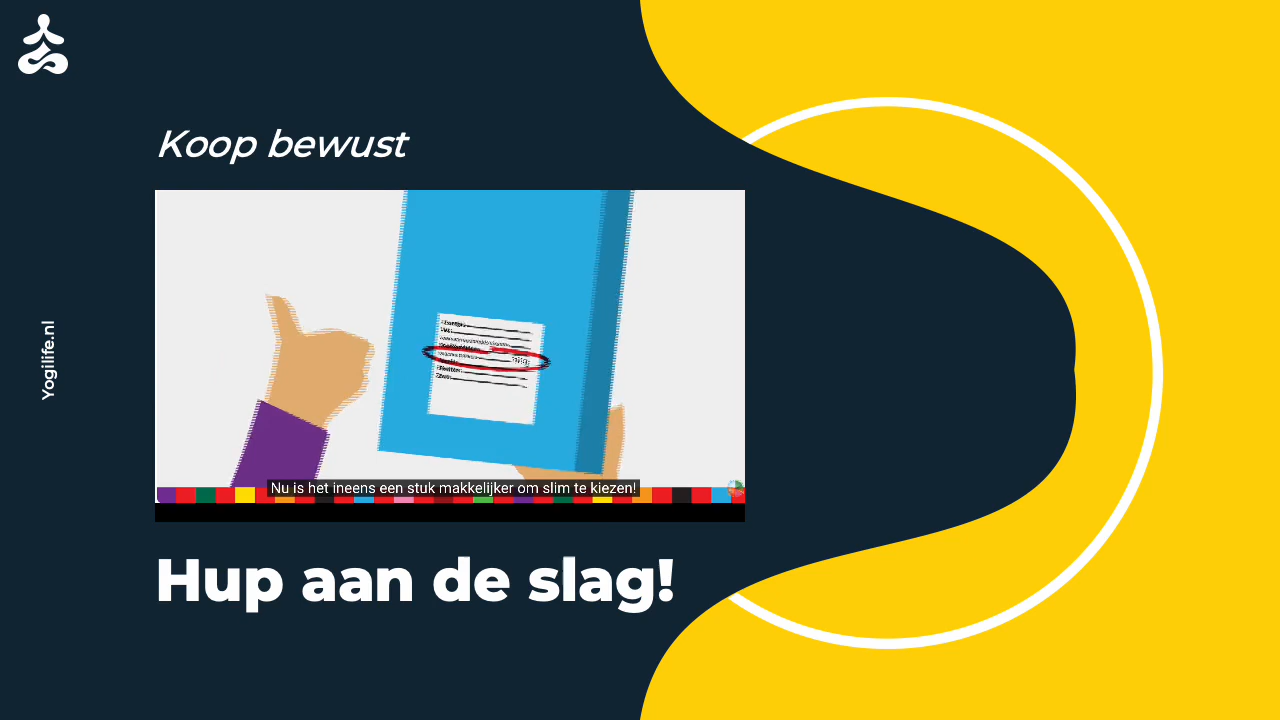 Koop bewust
Yogilife.nl
Nu is het ineens een stuk makkelijker om slim te kiezen!
Hup aan de slag!